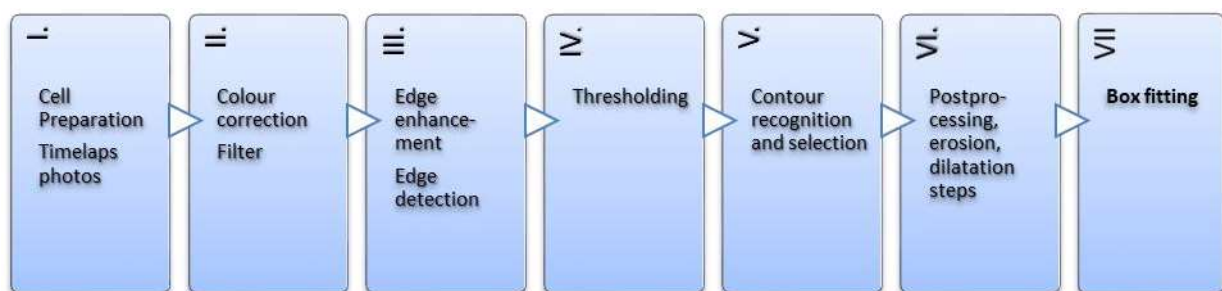 i.
Cell
Preparation
Timelaps
photos
ii.
Colour
correction
Filter
iii.
Edge
enhance-
ment
Edge
detection
iv.
Thresholding
v.
Contour
recognition
and selection
vi.
Postpro-
cessing,
erosion,
dilatation
steps
vii
Box fitting